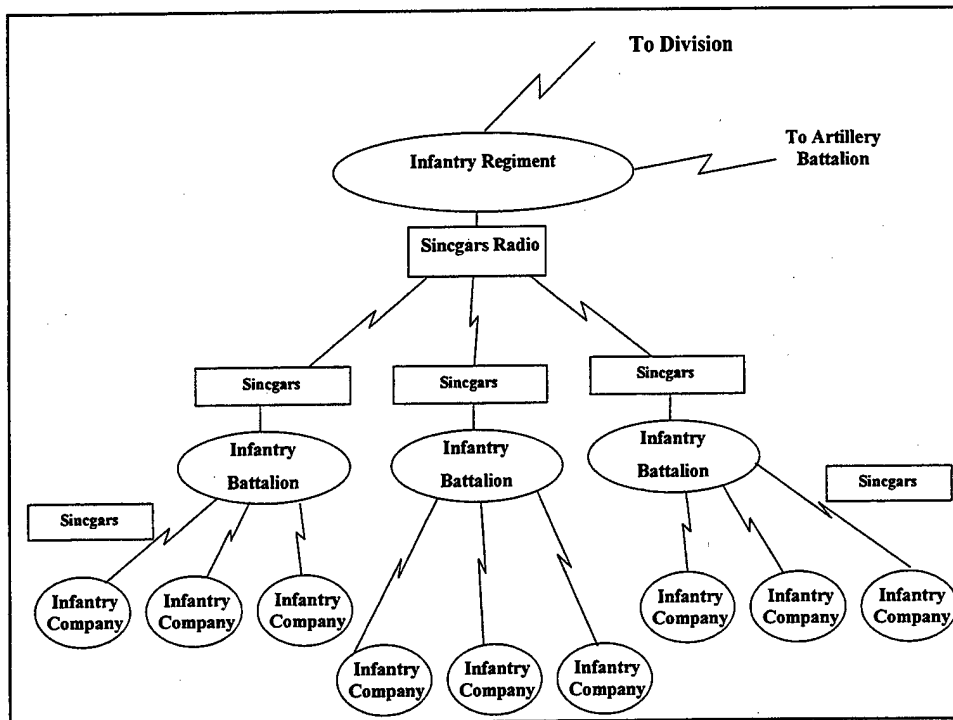 To Division
To Artillery
Battalion
Infantry Regiment
Sincgars Radio
Sincgars
Sincgars
Sincgars
Infantry
Battalion
Infantry
Battalion
Infantry
Battalion
Sincgars
Sincgars
Infantry
Company
Infantry
Company
Infantry
Company
Infantry
Company
Infantry
Company
Infantry
Company
Infantry
Company
Infantry
Company
Infantry
Company